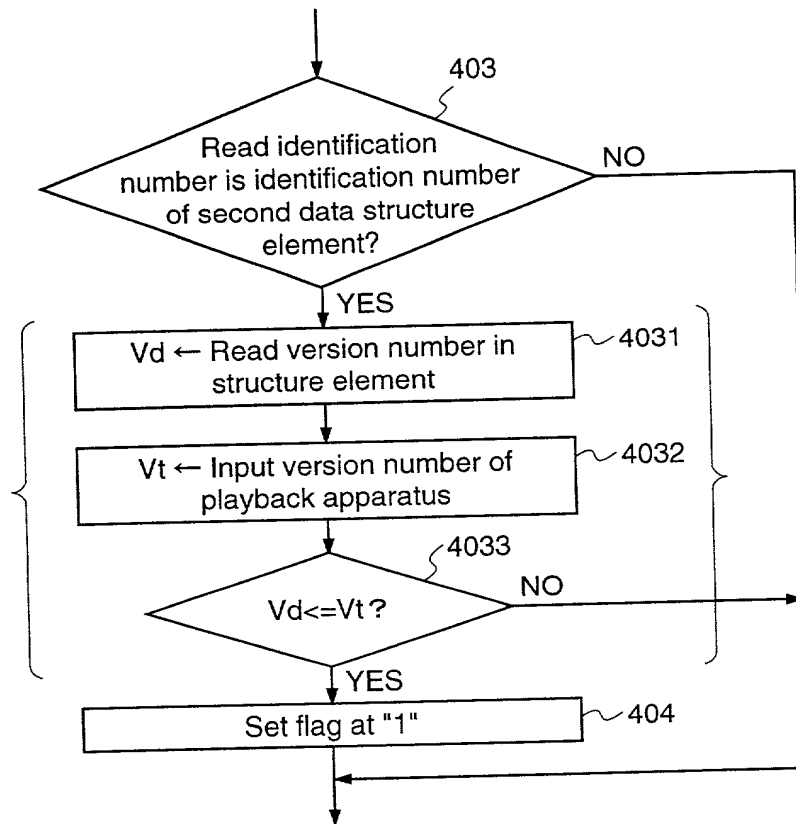 403
Read identification
number is identification number
of second data structure
element?
NO
YES
Vd ← Read version number in
structure element
4031
Vt ← Input version number of
playback apparatus
4032
4033
Vd<=Vt?
NO
YES
Set flag at "1"
404